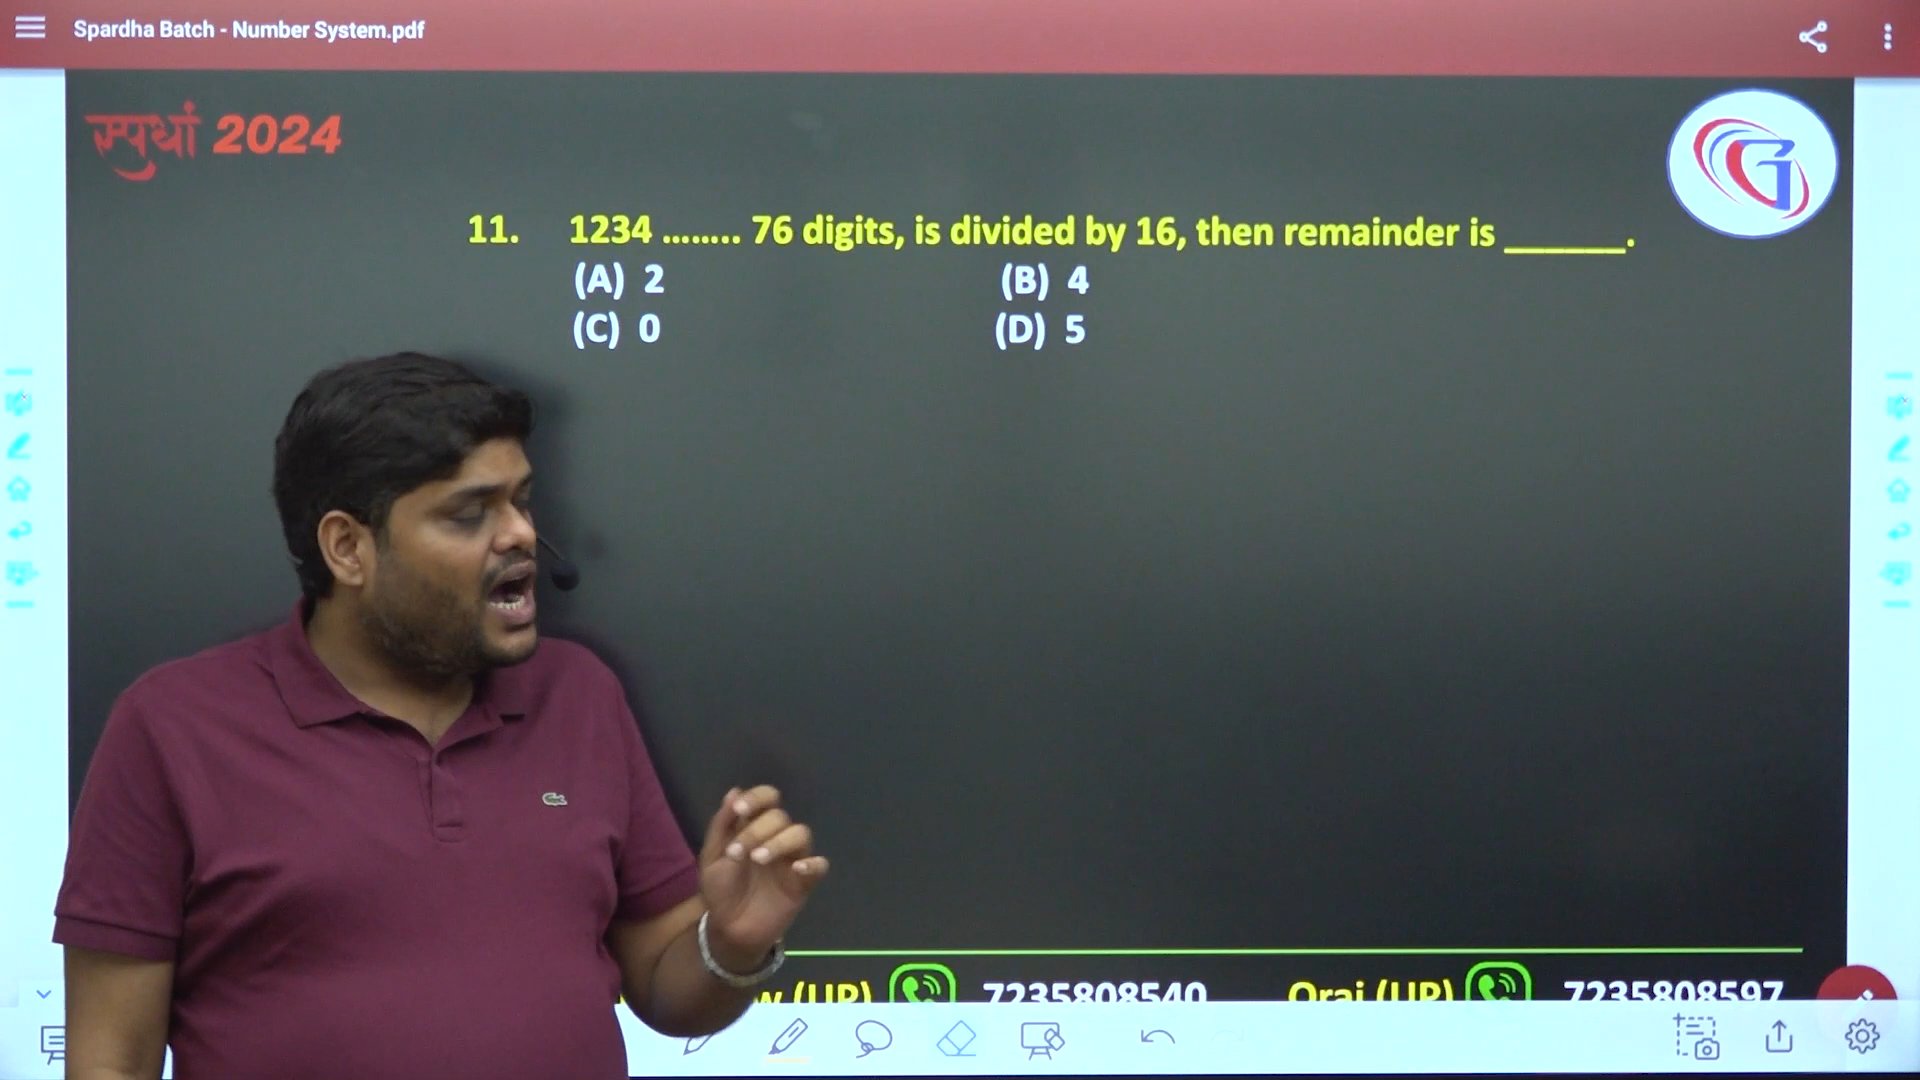 Spardha Batch - Number System.pdf
स्पर्धा 2024
G
11. 1234 ........ 76 digits, is divided by 16, then remainder is ______.
(A) 2 (B) 4
(C) 0 (D) 5
(UP) 7235808540 Orai (UP) 7235808597